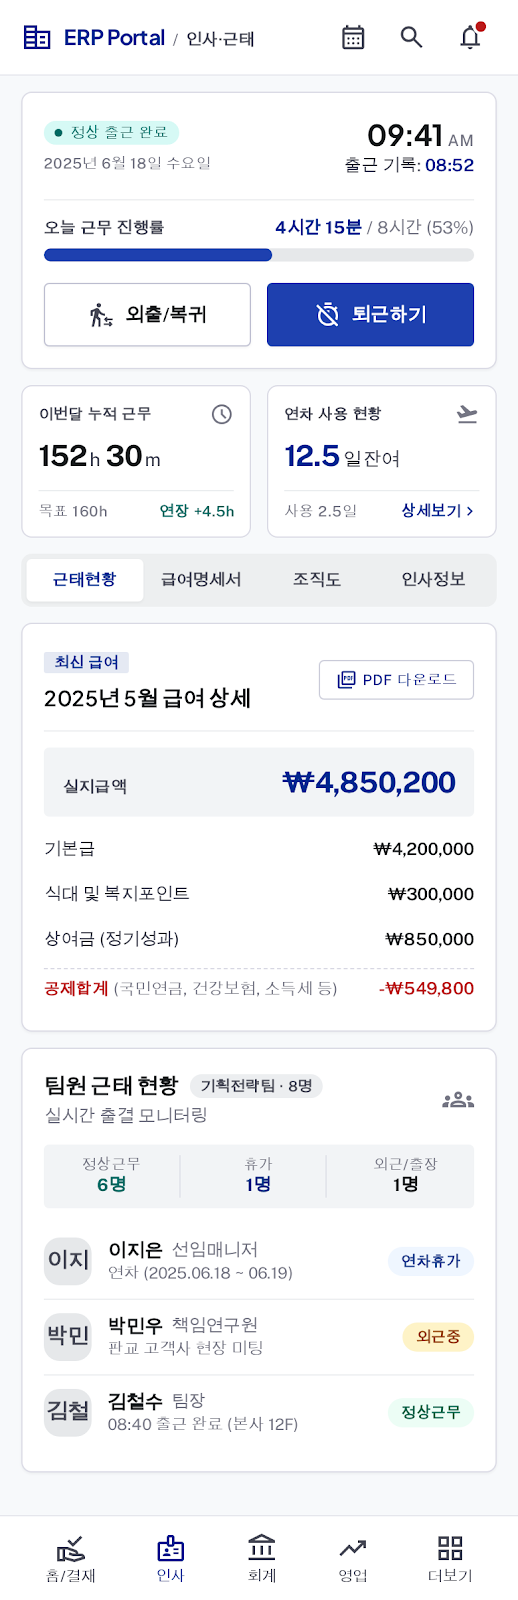 ERP Portal / 인사·근태
정상 출근 완료
2025년 6월 18일 수요일
09:41 AM
출근 기록: 08:52
오늘 근무 진행률 4시간 15분 / 8시간 (53%)
외출/복귀 퇴근하기
이번달 누적 근무
152h 30m
목표 160h 연장 +4.5h
연차 사용 현황
12.5 일잔여
사용 2.5일 상세보기 >
근태현황 급여명세서 조직도 인사정보
최신 급여
2025년 5월 급여 상세
PDF 다운로드
실지급액 ₩4,850,200
기본급 ₩4,200,000
식대 및 복지포인트 ₩300,000
상여금 (정기성과) ₩850,000
공제합계 (국민연금, 건강보험, 소득세 등) -₩549,800
팀원 근태 현황 기획전략팀 · 8명
실시간 출결 모니터링
정상근무 휴가 외근/출장
6명 1명 1명
이지 이지은 선임매니저
연차 (2025.06.18 ~ 06.19)
연차휴가
박민 박민우 책임연구원
판교 고객사 현장 미팅
외근중
김철 김철수 팀장
08:40 출근 완료 (본사 12F)
정상근무
홈/결재 인사 회계 영업 더보기